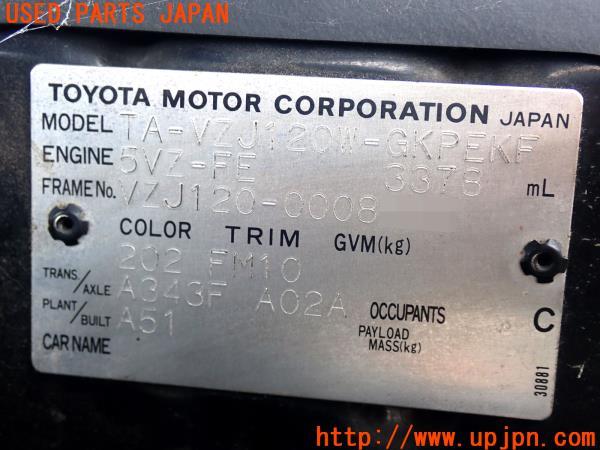 USED PARTS JAPAN
TOYOTA MOTOR CORPORATION JAPAN
MODEL TA-VZJ120W-GKPEKF
ENGINE 5VZ-FE 3378 mL
FRAME No. VZJ120-0008
COLOR TRIM GVM(kg)
202 FM10
TRANS/AXLE A343F A02A OCCUPANTS C
PLANT/BUILT A51 PAYLOAD MASS(kg)
CAR NAME
30881
http://www.upjpn.com